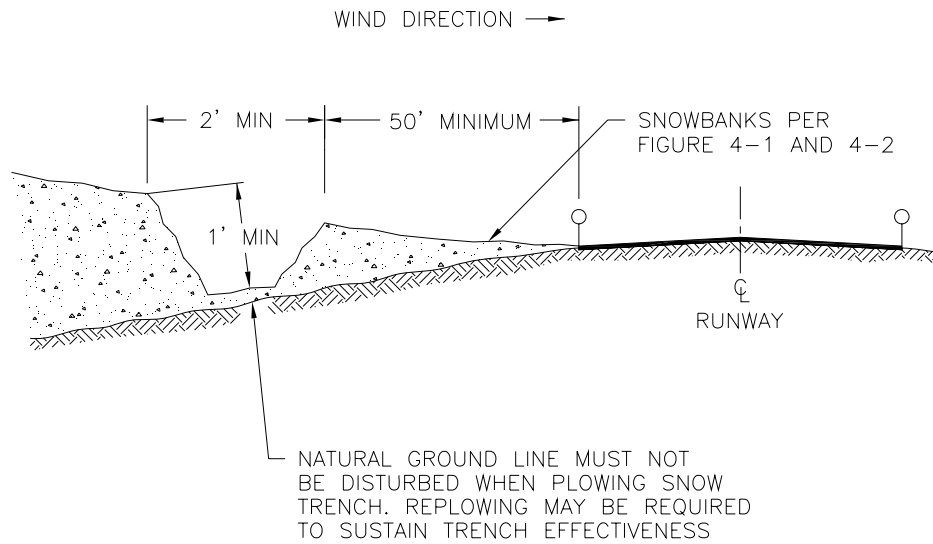 WIND DIRECTION
2' MIN
50' MINIMUM
SNOWBANKS PER
FIGURE 4-1 AND 4-2
1' MIN
℄
RUNWAY
NATURAL GROUND LINE MUST NOT
BE DISTURBED WHEN PLOWING SNOW
TRENCH. REPLOWING MAY BE REQUIRED
TO SUSTAIN TRENCH EFFECTIVENESS